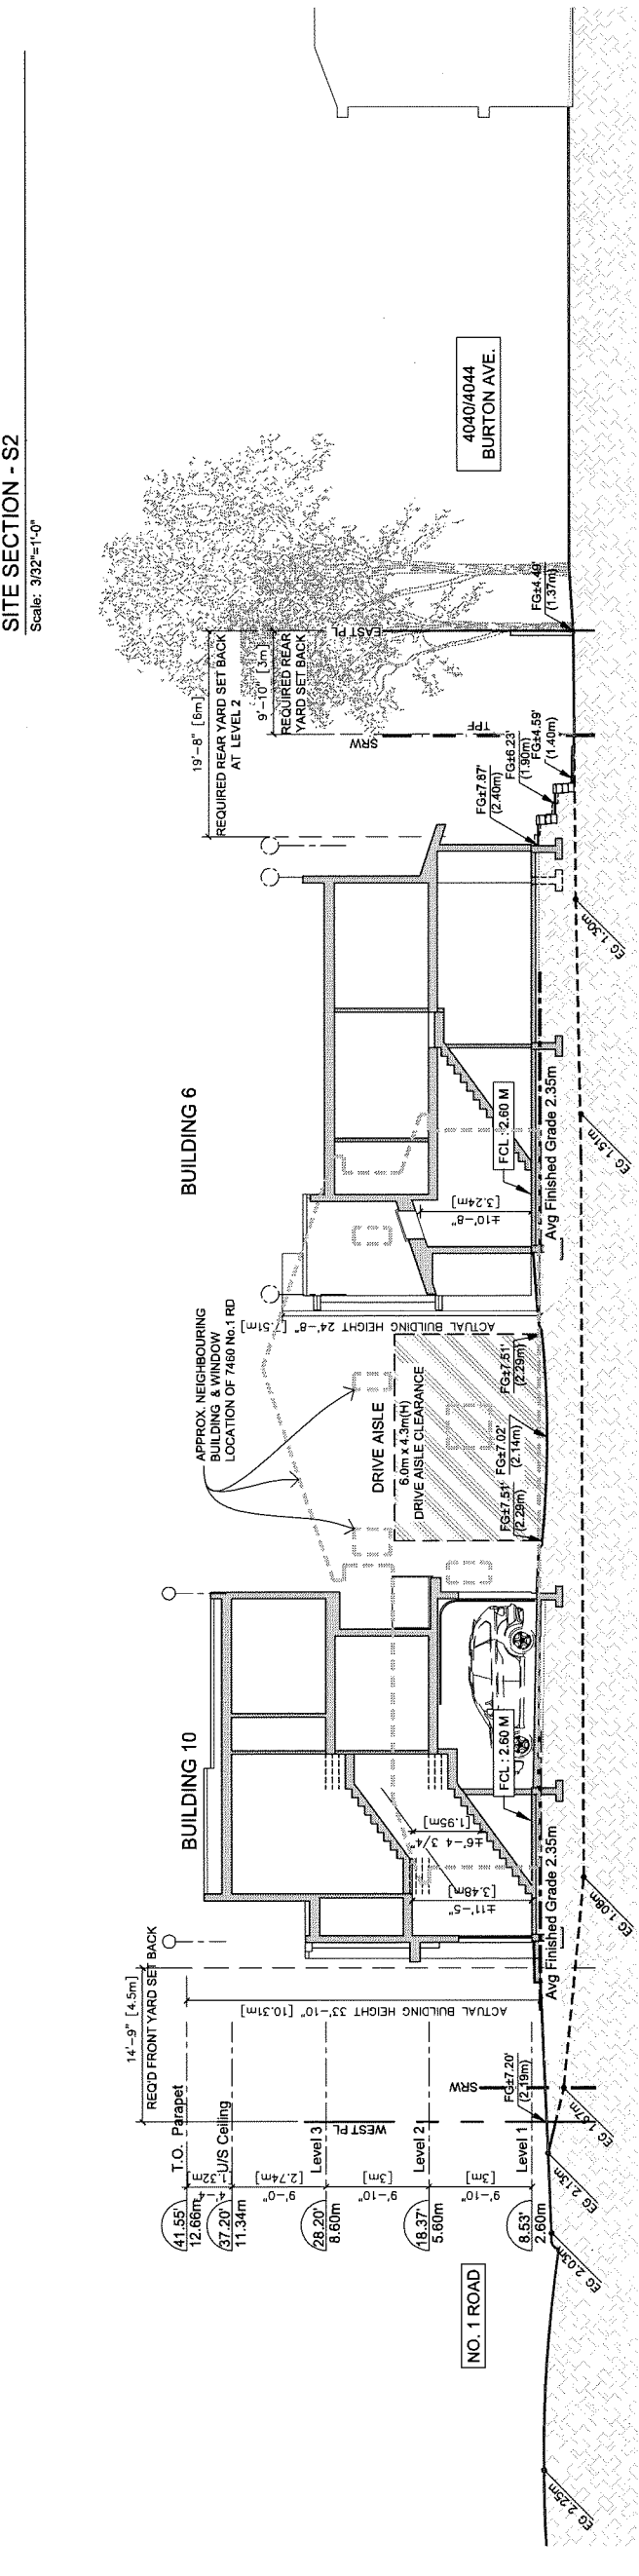 SITE SECTION - S2
Scale: 3/32"=1'-0"
14'-9" [4.5m]
REQ'D FRONT YARD SET BACK
41.55'
12.66m
T.O. Parapet
4'-4"
[1.32m]
37.20'
11.34m
U/S Ceiling
9'-0"
[2.74m]
28.20'
8.60m
Level 3
9'-10"
[3m]
18.37'
5.60m
Level 2
9'-10"
[3m]
8.53'
2.60m
Level 1
NO. 1 ROAD
WEST PL
SRW
FG±7.20'
(2.19m)
ACTUAL BUILDING HEIGHT 33'-10" [10.31m]
BUILDING 10
±11'-5"
[3.48m]
±6'-4 3/4"
[1.95m]
FCL : 2.60 M
Avg Finished Grade 2.35m
APPROX. NEIGHBOURING
BUILDING & WINDOW
LOCATION OF 7460 No.1 RD
DRIVE AISLE
6.0m x 4.3m(H)
DRIVE AISLE CLEARANCE
FG±7.51'
(2.29m)
FG±7.02'
(2.14m)
FG±7.51'
(2.29m)
ACTUAL BUILDING HEIGHT 24'-8" [7.51m]
BUILDING 6
±10'-8"
[3.24m]
FCL : 2.60 M
Avg Finished Grade 2.35m
19'-8" [6m]
REQUIRED REAR YARD SET BACK
AT LEVEL 2
9'-10" [3m]
REQUIRED REAR
YARD SET BACK
SRW
TPF
EAST PL
FG±7.87'
(2.40m)
FG±6.23'
(1.90m)
FG±4.59'
(1.40m)
FG±4.49'
(1.37m)
4040/4044
BURTON AVE.
EG 2.25m
EG 2.03m
EG 2.13m
EG 1.67m
EG 1.08m
EG 1.51m
EG 1.30m